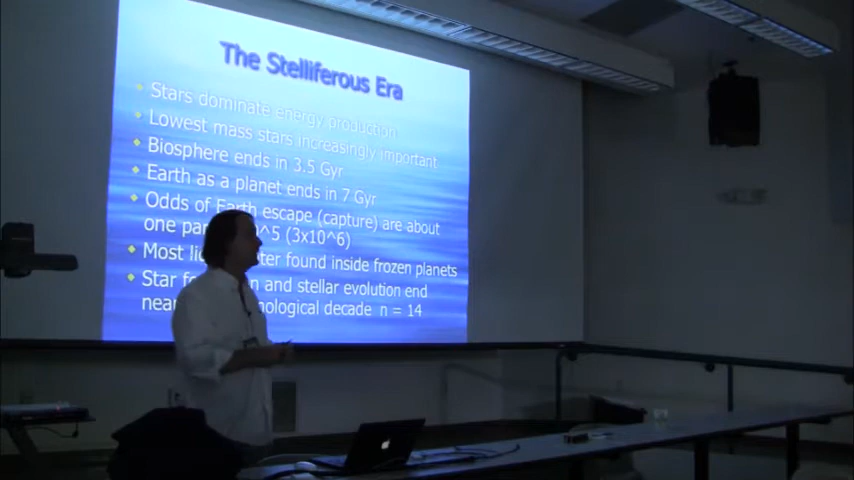 The Stelliferous Era
Stars dominate energy production
Lowest mass stars increasingly important
Biosphere ends in 3.5 Gyr
Earth as a planet ends in 7 Gyr
Odds of Earth escape (capture) are about
one par ^5 (3x10^6)
Most li ter found inside frozen planets
Star fo on and stellar evolution end
near ological decade n = 14